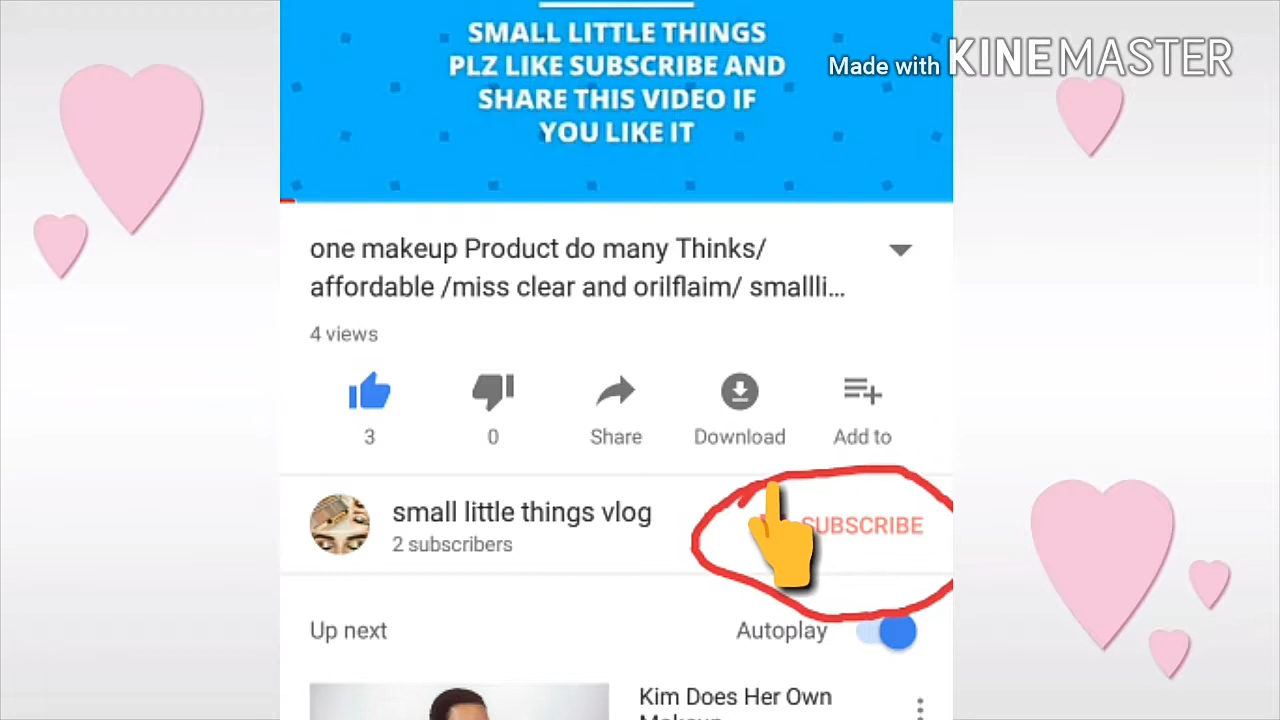 SMALL LITTLE THINGS
PLZ LIKE SUBSCRIBE AND
SHARE THIS VIDEO IF
YOU LIKE IT
Made with KINEMASTER
one makeup Product do many Thinks/
affordable /miss clear and orilflaim/ smallli...
4 views
3
0
Share
Download
Add to
small little things vlog
2 subscribers
SUBSCRIBE
Up next
Autoplay
Kim Does Her Own